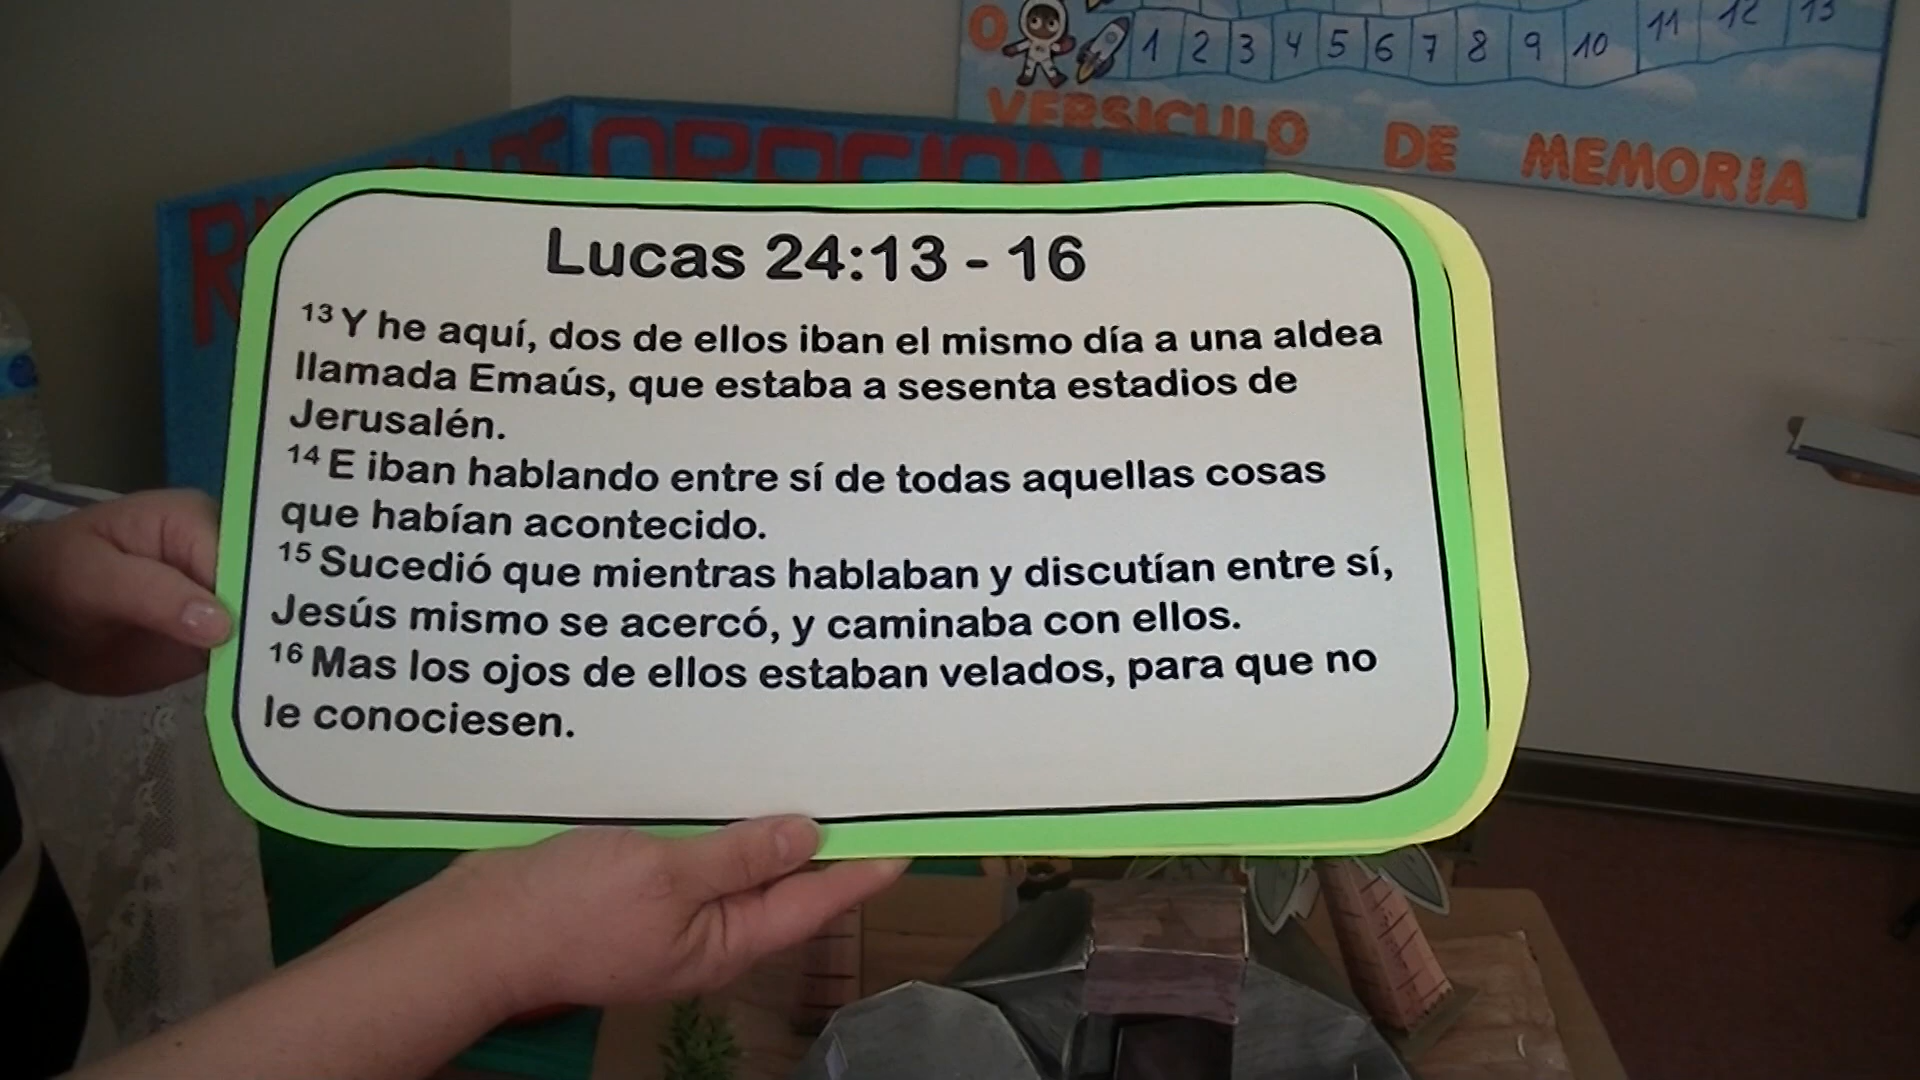 O
1 2 3 4 5 6 7 8 9 10 11 12 13
VERSICULO DE MEMORIA
DE
Lucas 24:13 - 16
13 Y he aquí, dos de ellos iban el mismo día a una aldea
llamada Emaús, que estaba a sesenta estadios de
Jerusalén.
14 E iban hablando entre sí de todas aquellas cosas
que habían acontecido.
15 Sucedió que mientras hablaban y discutían entre sí,
Jesús mismo se acercó, y caminaba con ellos.
16 Mas los ojos de ellos estaban velados, para que no
le conociesen.